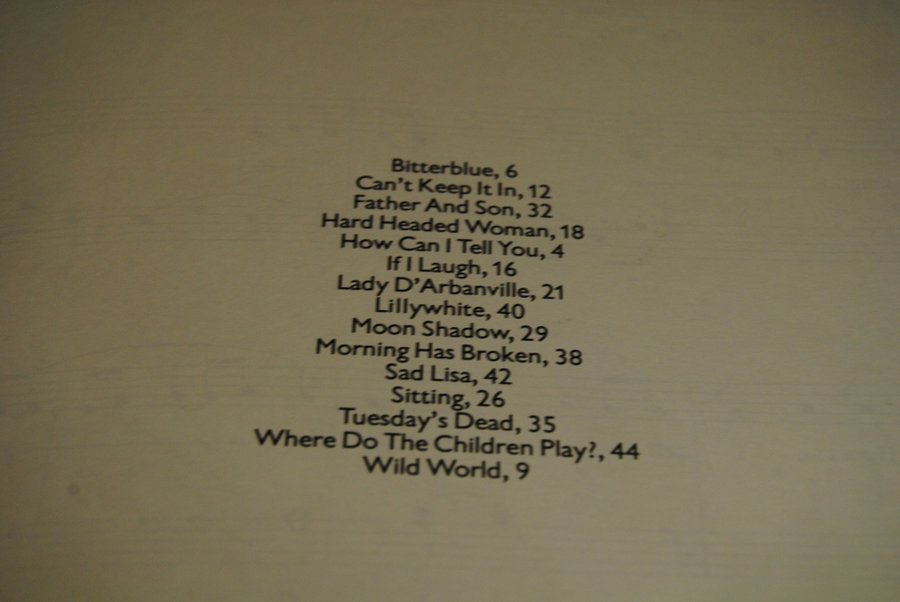 Bitterblue, 6
Can't Keep It In, 12
Father And Son, 32
Hard Headed Woman, 18
How Can I Tell You, 4
If I Laugh, 16
Lady D'Arbanville, 21
Lillywhite, 40
Moon Shadow, 29
Morning Has Broken, 38
Sad Lisa, 42
Sitting, 26
Tuesday's Dead, 35
Where Do The Children Play?, 44
Wild World, 9